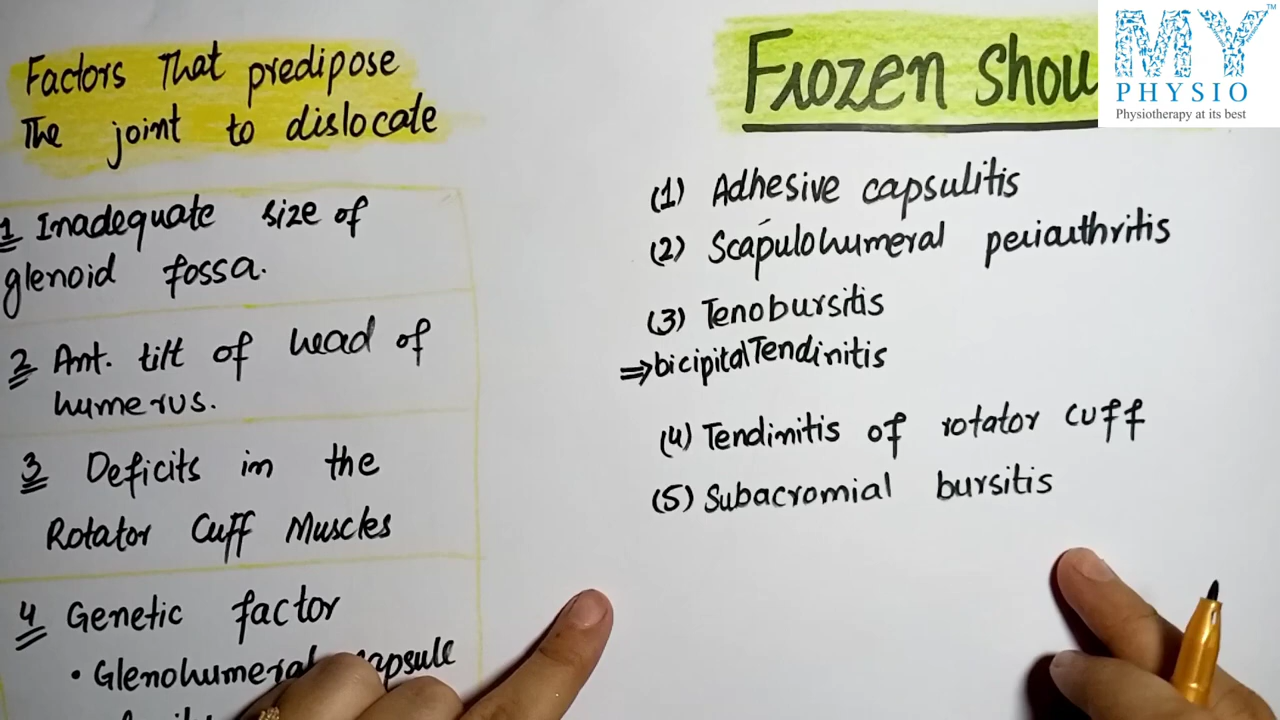 Factors That predipose
The joint to dislocate
1 Inadequate size of
glenoid fossa.
2 Ant. tilt of head of
humerus.
3 Deficits in the
Rotator Cuff Muscles
4 Genetic factor
• Glenohumeral capsule
Frozen shou
(1) Adhesive capsulitis
(2) Scapulohumeral periarthritis
(3) Tenobursitis
⇒bicipital Tendinitis
(4) Tendinitis of rotator cuff
(5) Subacromial bursitis
MY
PHYSIO
Physiotherapy at its best
TM